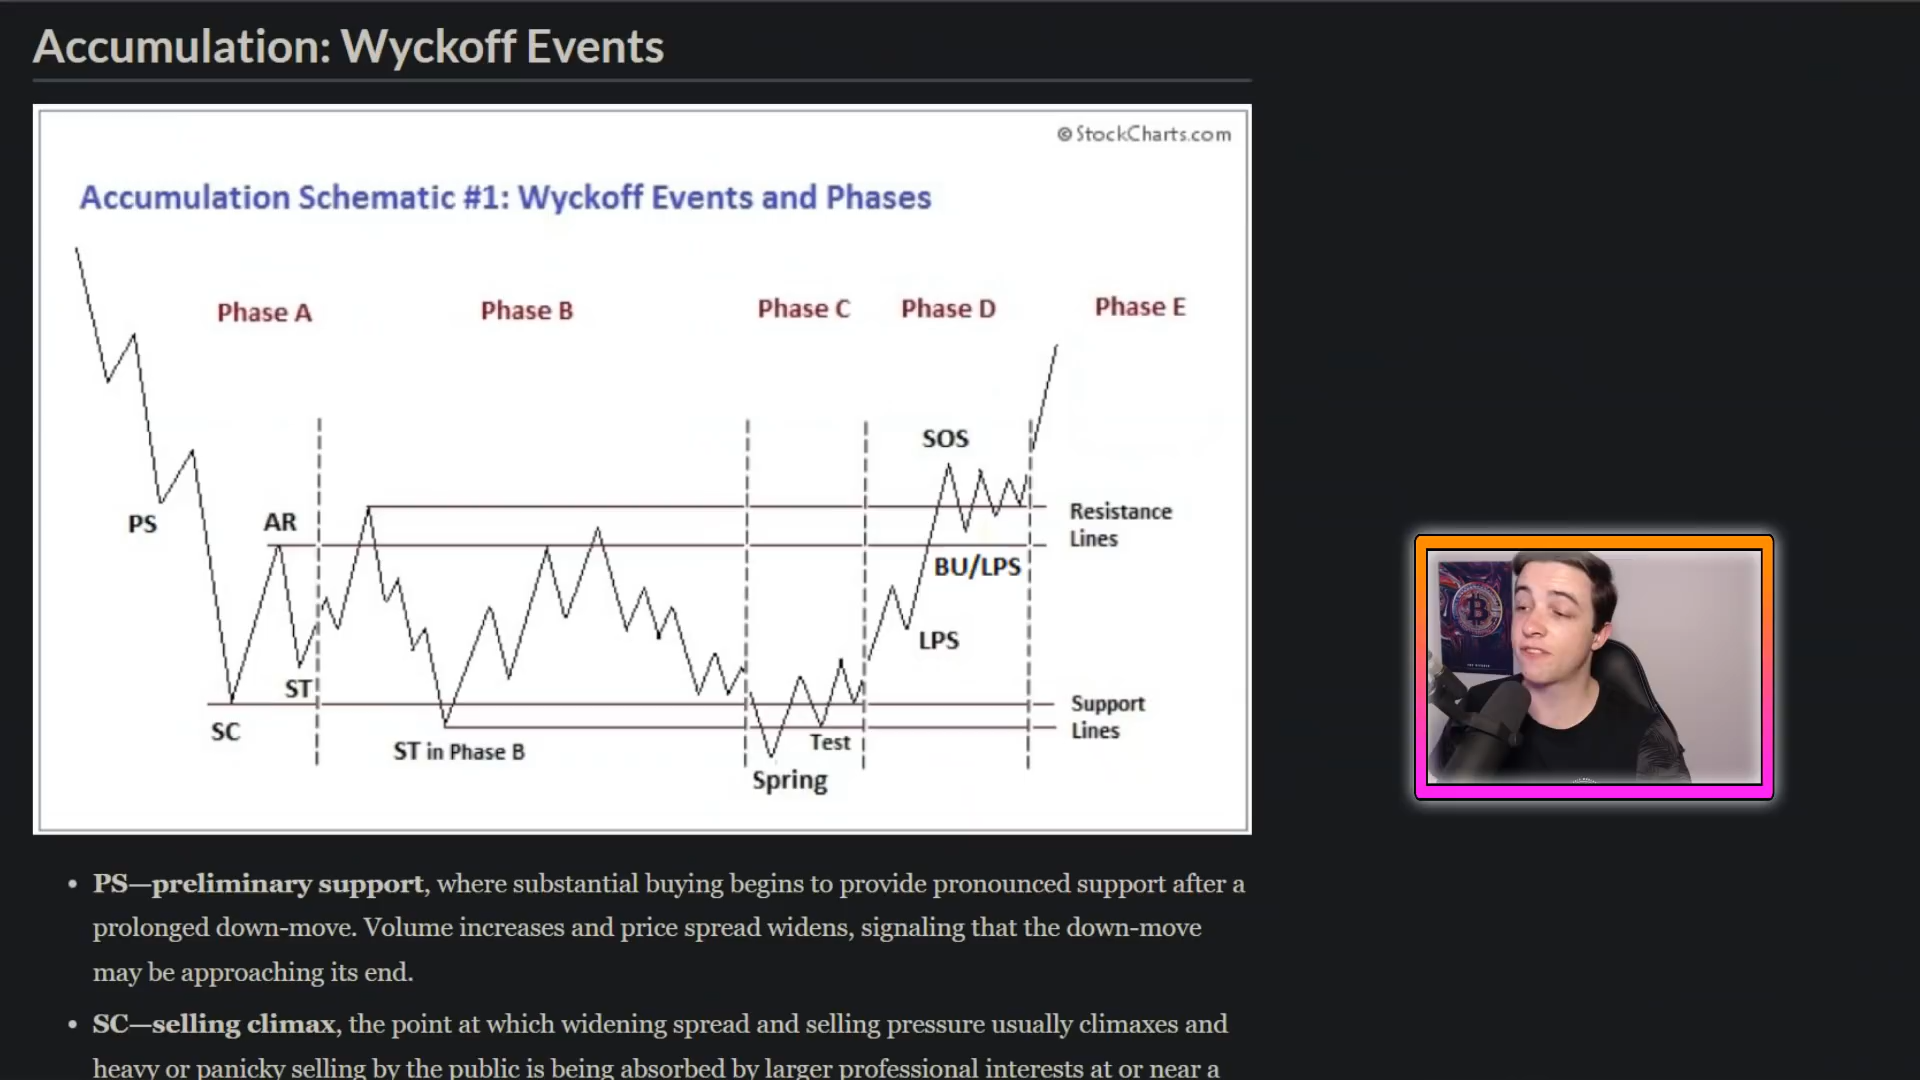 Accumulation: Wyckoff Events
© StockCharts.com
Accumulation Schematic #1: Wyckoff Events and Phases
Phase A
Phase B
Phase C
Phase D
Phase E
SOS
PS
AR
Resistance
Lines
BU/LPS
LPS
ST
SC
Support
Lines
ST in Phase B
Test
Spring
• PS—preliminary support, where substantial buying begins to provide pronounced support after a
prolonged down-move. Volume increases and price spread widens, signaling that the down-move
may be approaching its end.
• SC—selling climax, the point at which widening spread and selling pressure usually climaxes and
heavy or panicky selling by the public is being absorbed by larger professional interests at or near a